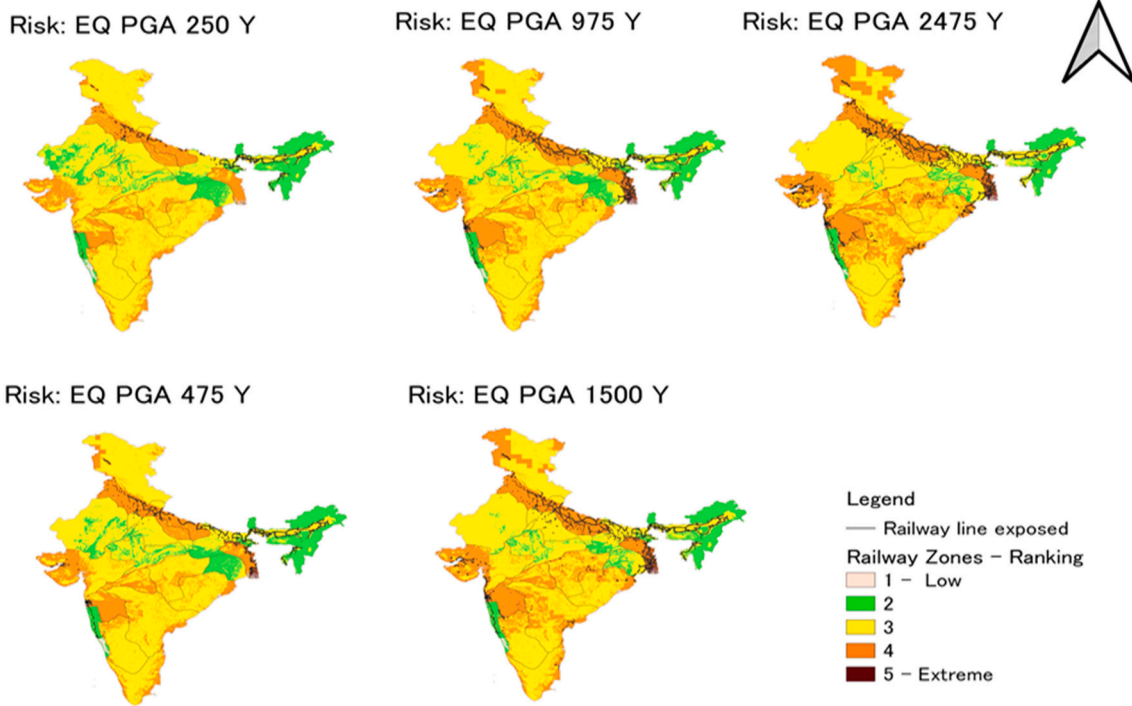 Risk: EQ PGA 250 Y
Risk: EQ PGA 975 Y
Risk: EQ PGA 2475 Y
Risk: EQ PGA 475 Y
Risk: EQ PGA 1500 Y
Legend
Railway line exposed
Railway Zones - Ranking
1 - Low
2
3
4
5 - Extreme